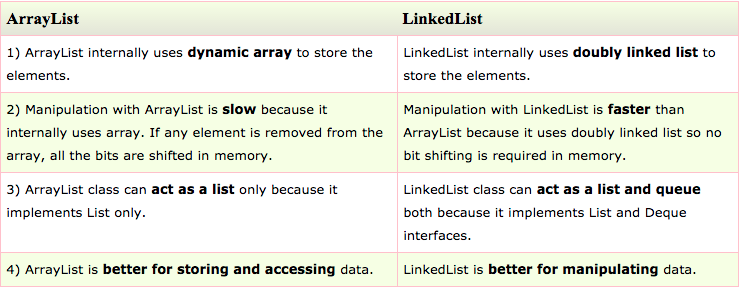 ArrayList
LinkedList
1) ArrayList internally uses dynamic array to store the
elements.
LinkedList internally uses doubly linked list to
store the elements.
2) Manipulation with ArrayList is slow because it
internally uses array. If any element is removed from the
array, all the bits are shifted in memory.
Manipulation with LinkedList is faster than
ArrayList because it uses doubly linked list so no
bit shifting is required in memory.
3) ArrayList class can act as a list only because it
implements List only.
LinkedList class can act as a list and queue
both because it implements List and Deque
interfaces.
4) ArrayList is better for storing and accessing data.
LinkedList is better for manipulating data.